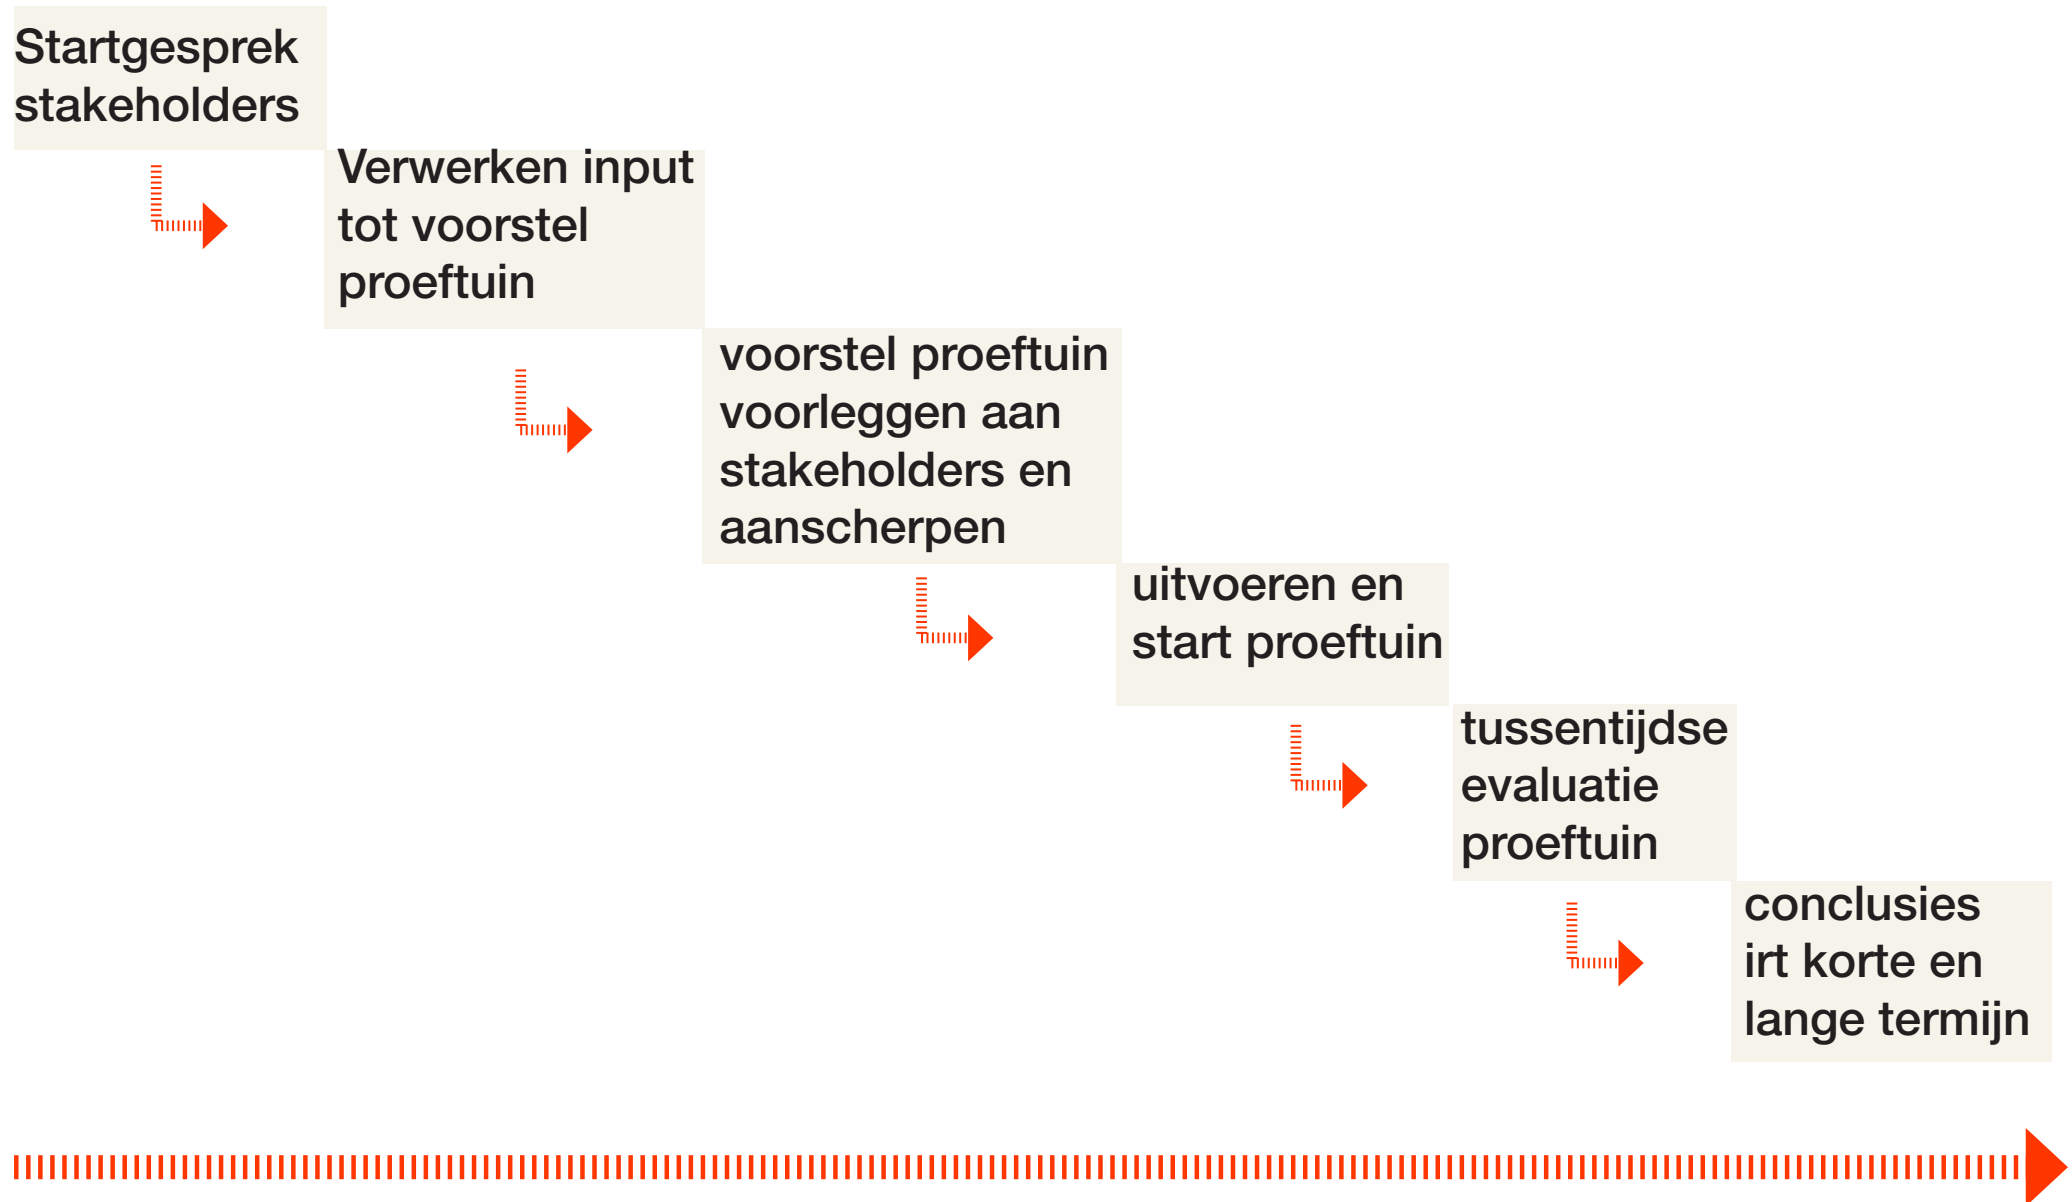 Startgesprek
stakeholders
Verwerken input
tot voorstel
proeftuin
voorstel proeftuin
voorleggen aan
stakeholders en
aanscherpen
uitvoeren en
start proeftuin
tussentijdse
evaluatie
proeftuin
conclusies
irt korte en
lange termijn